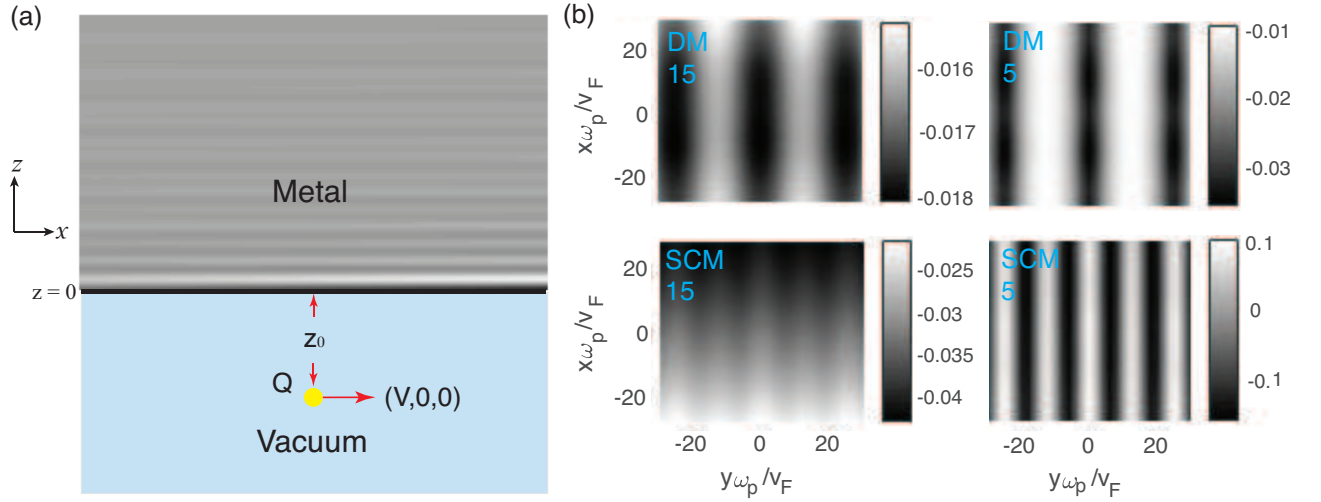 (a)
z
x
Metal
z = 0
z₀
Q
(V,0,0)
Vacuum
(b)
DM
15
20
0
-20
xωp/vF
-0.016
-0.017
-0.018
DM
5
-0.01
-0.02
-0.03
SCM
15
20
0
-20
xωp/vF
-20 0 20
yωp/vF
-0.025
-0.03
-0.035
-0.04
SCM
5
-20 0 20
yωp/vF
0.1
0
-0.1